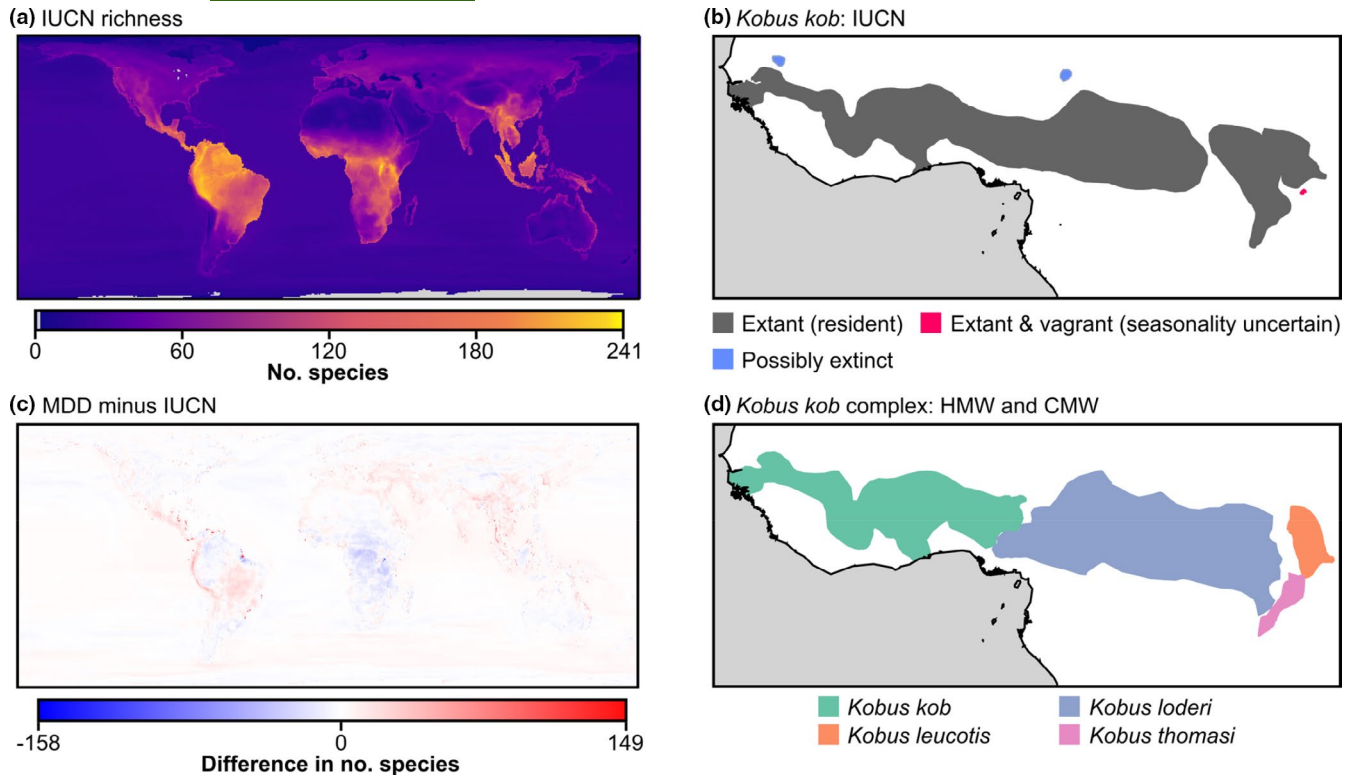 (a) IUCN richness
0 60 120 180 241
No. species
(b) Kobus kob: IUCN
Extant (resident) Extant & vagrant (seasonality uncertain)
Possibly extinct
(c) MDD minus IUCN
-158 0 149
Difference in no. species
(d) Kobus kob complex: HMW and CMW
Kobus kob Kobus loderi
Kobus leucotis Kobus thomasi